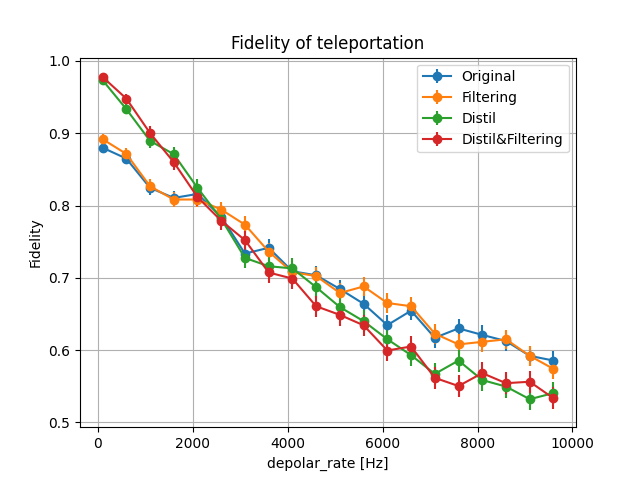 Fidelity of teleportation
Original
Filtering
Distil
Distil&Filtering
Fidelity
1.0
0.9
0.8
0.7
0.6
0.5
0
2000
4000
6000
8000
10000
depolar_rate [Hz]